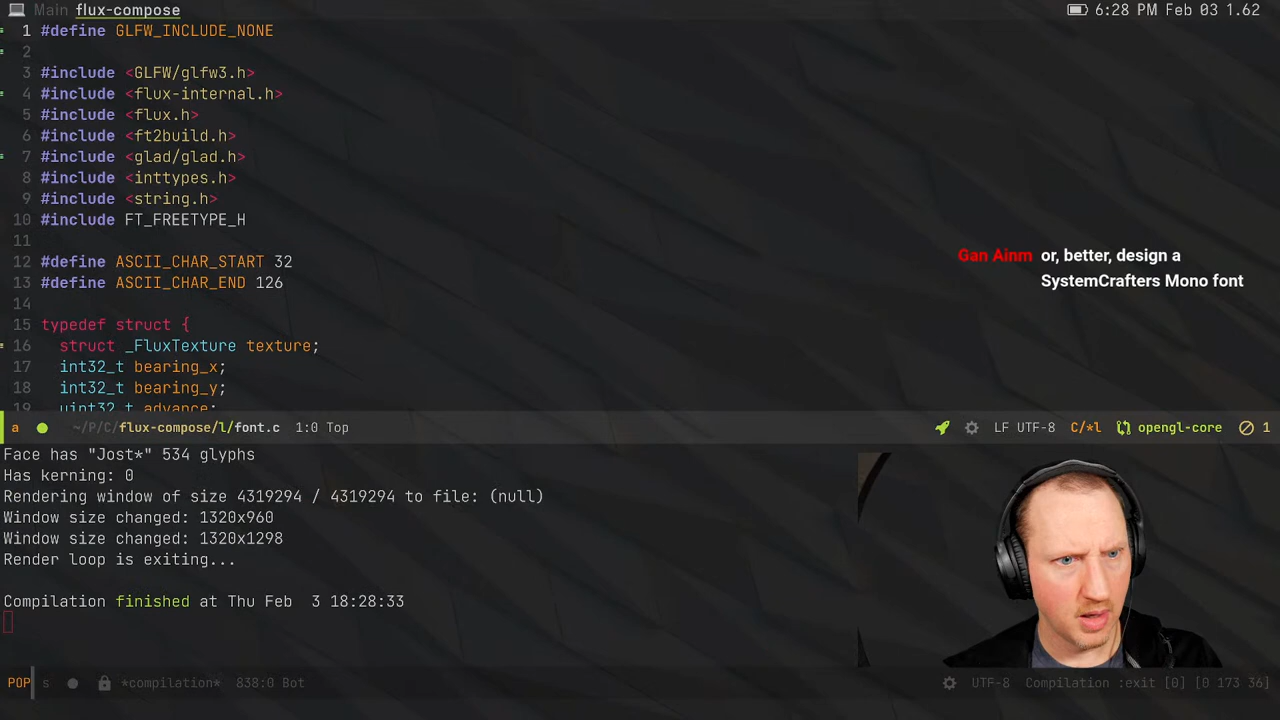 Main flux-compose 6:28 PM Feb 03 1.62
1 #define GLFW_INCLUDE_NONE
2
3 #include <GLFW/glfw3.h>
4 #include <flux-internal.h>
5 #include <flux.h>
6 #include <ft2build.h>
7 #include <glad/glad.h>
8 #include <inttypes.h>
9 #include <string.h>
10 #include FT_FREETYPE_H
11
12 #define ASCII_CHAR_START 32
13 #define ASCII_CHAR_END 126
14
15 typedef struct {
16 struct _FluxTexture texture;
17 int32_t bearing_x;
18 int32_t bearing_y;
19 uint32_t advance;
Gan Ainm or, better, design a
SystemCrafters Mono font
a ~/P/C/flux-compose/l/font.c 1:0 Top LF UTF-8 C/*l opengl-core 1
Face has "Jost*" 534 glyphs
Has kerning: 0
Rendering window of size 4319294 / 4319294 to file: (null)
Window size changed: 1320x960
Window size changed: 1320x1298
Render loop is exiting...
Compilation finished at Thu Feb  3 18:28:33
POP s *compilation* 838:0 Bot UTF-8 Compilation :exit [0] [0 173 36]